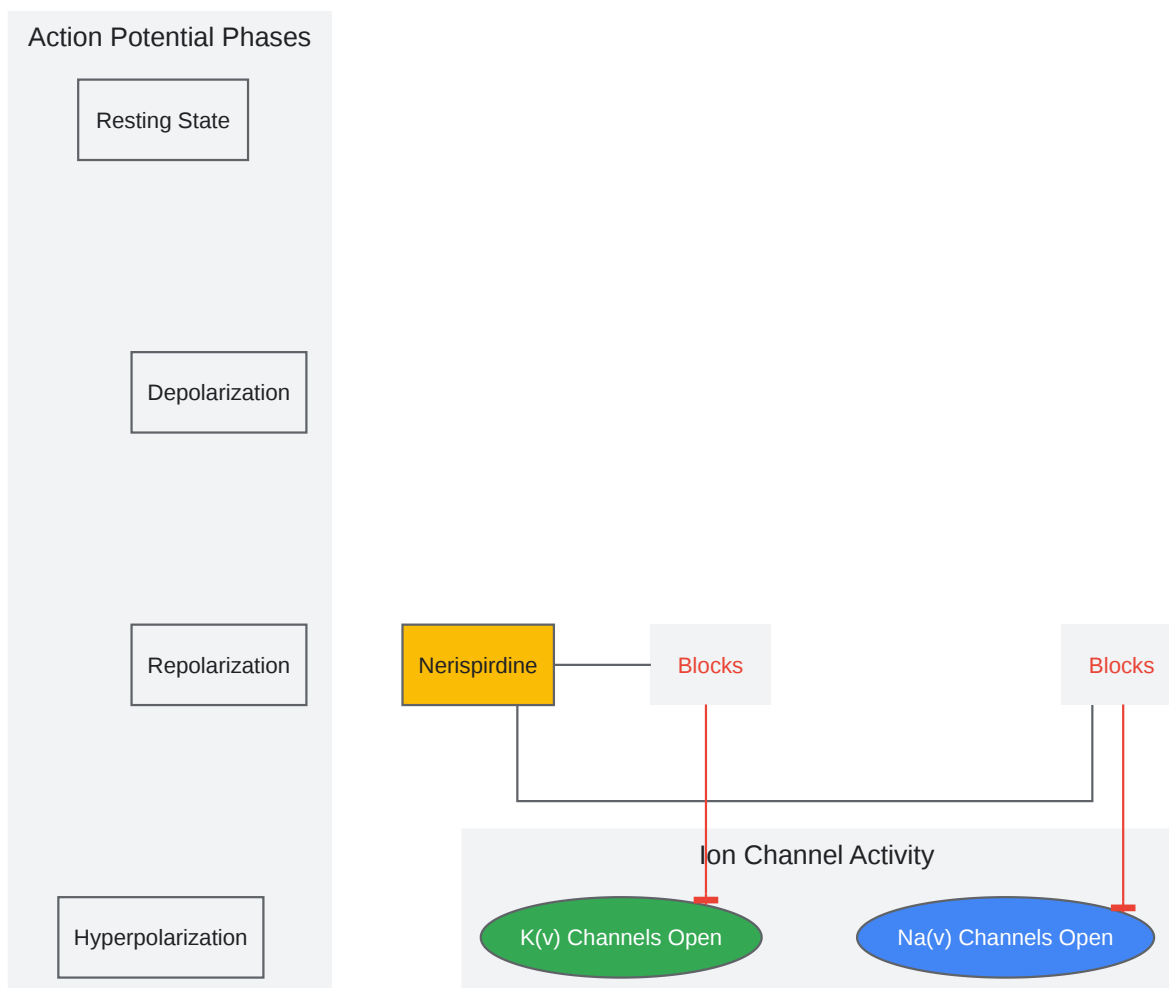 Action Potential Phases
Resting State
Depolarization
Repolarization
Nerispirdine
Blocks
Blocks
Ion Channel Activity
Hyperpolarization
K(v) Channels Open
Na(v) Channels Open